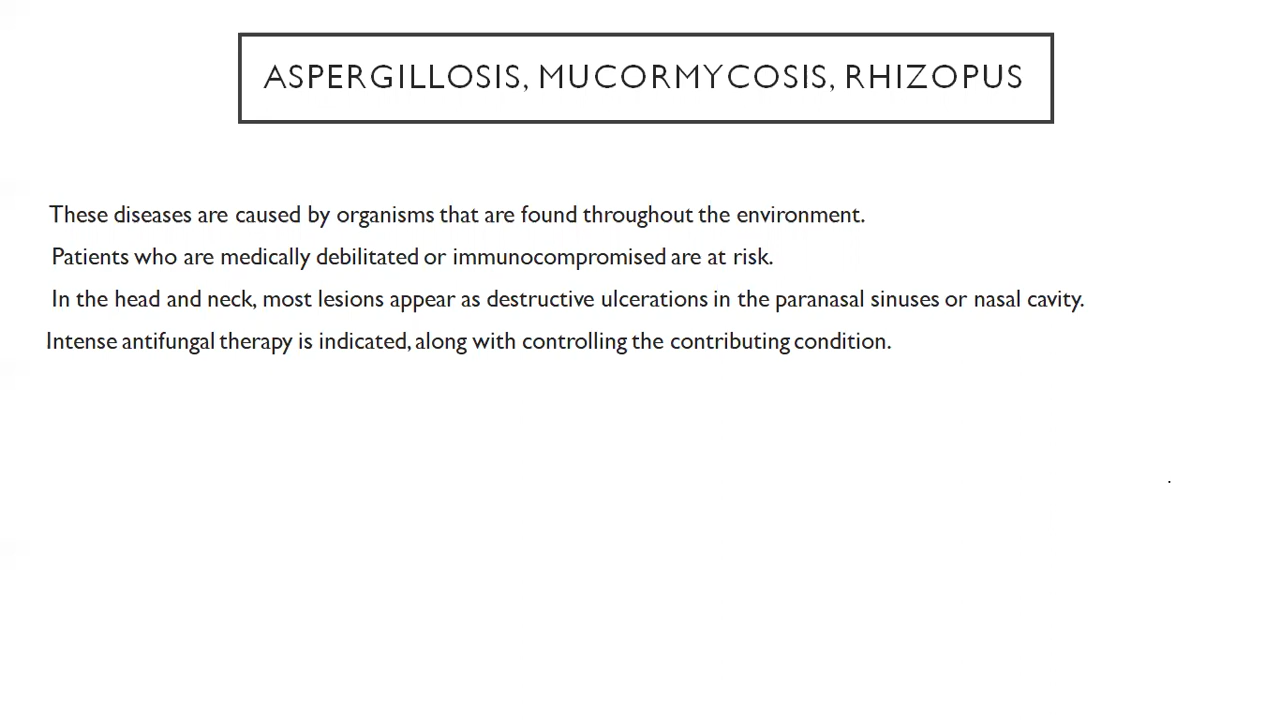 ASPERGILLOSIS, MUCORMYCOSIS, RHIZOPUS
These diseases are caused by organisms that are found throughout the environment.
Patients who are medically debilitated or immunocompromised are at risk.
In the head and neck, most lesions appear as destructive ulcerations in the paranasal sinuses or nasal cavity.
Intense antifungal therapy is indicated, along with controlling the contributing condition.
.